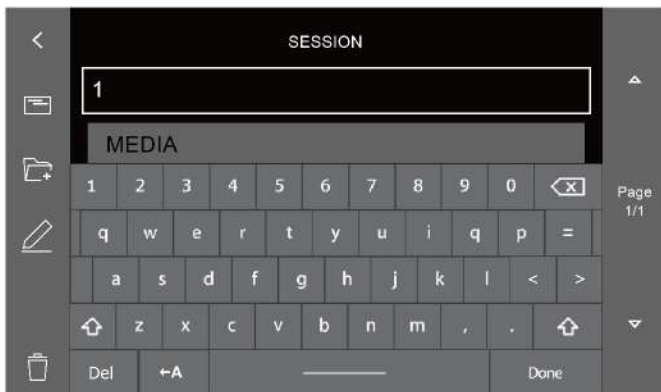 SESSION
1
MEDIA
1 2 3 4 5 6 7 8 9 0
Page
1/1
q w e r t y u i q p =
a s d f g h j k l < >
z x c v b n m , .
Del ←A Done